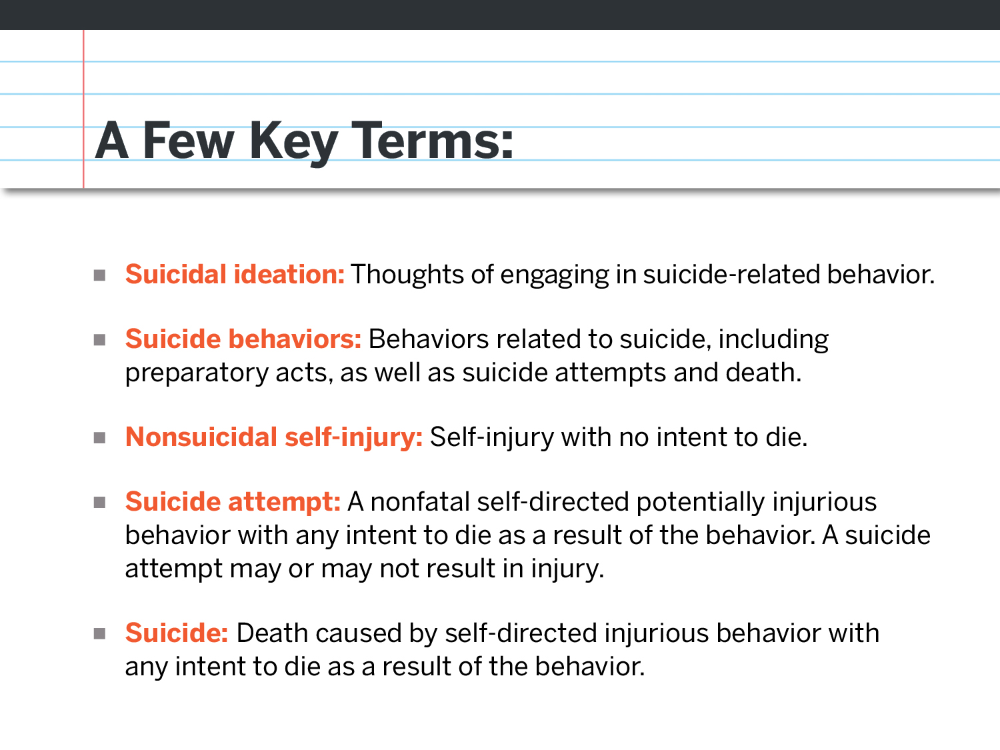 A Few Key Terms:
Suicidal ideation: Thoughts of engaging in suicide-related behavior.
Suicide behaviors: Behaviors related to suicide, including
preparatory acts, as well as suicide attempts and death.
Nonsuicidal self-injury: Self-injury with no intent to die.
Suicide attempt: A nonfatal self-directed potentially injurious
behavior with any intent to die as a result of the behavior. A suicide
attempt may or may not result in injury.
Suicide: Death caused by self-directed injurious behavior with
any intent to die as a result of the behavior.